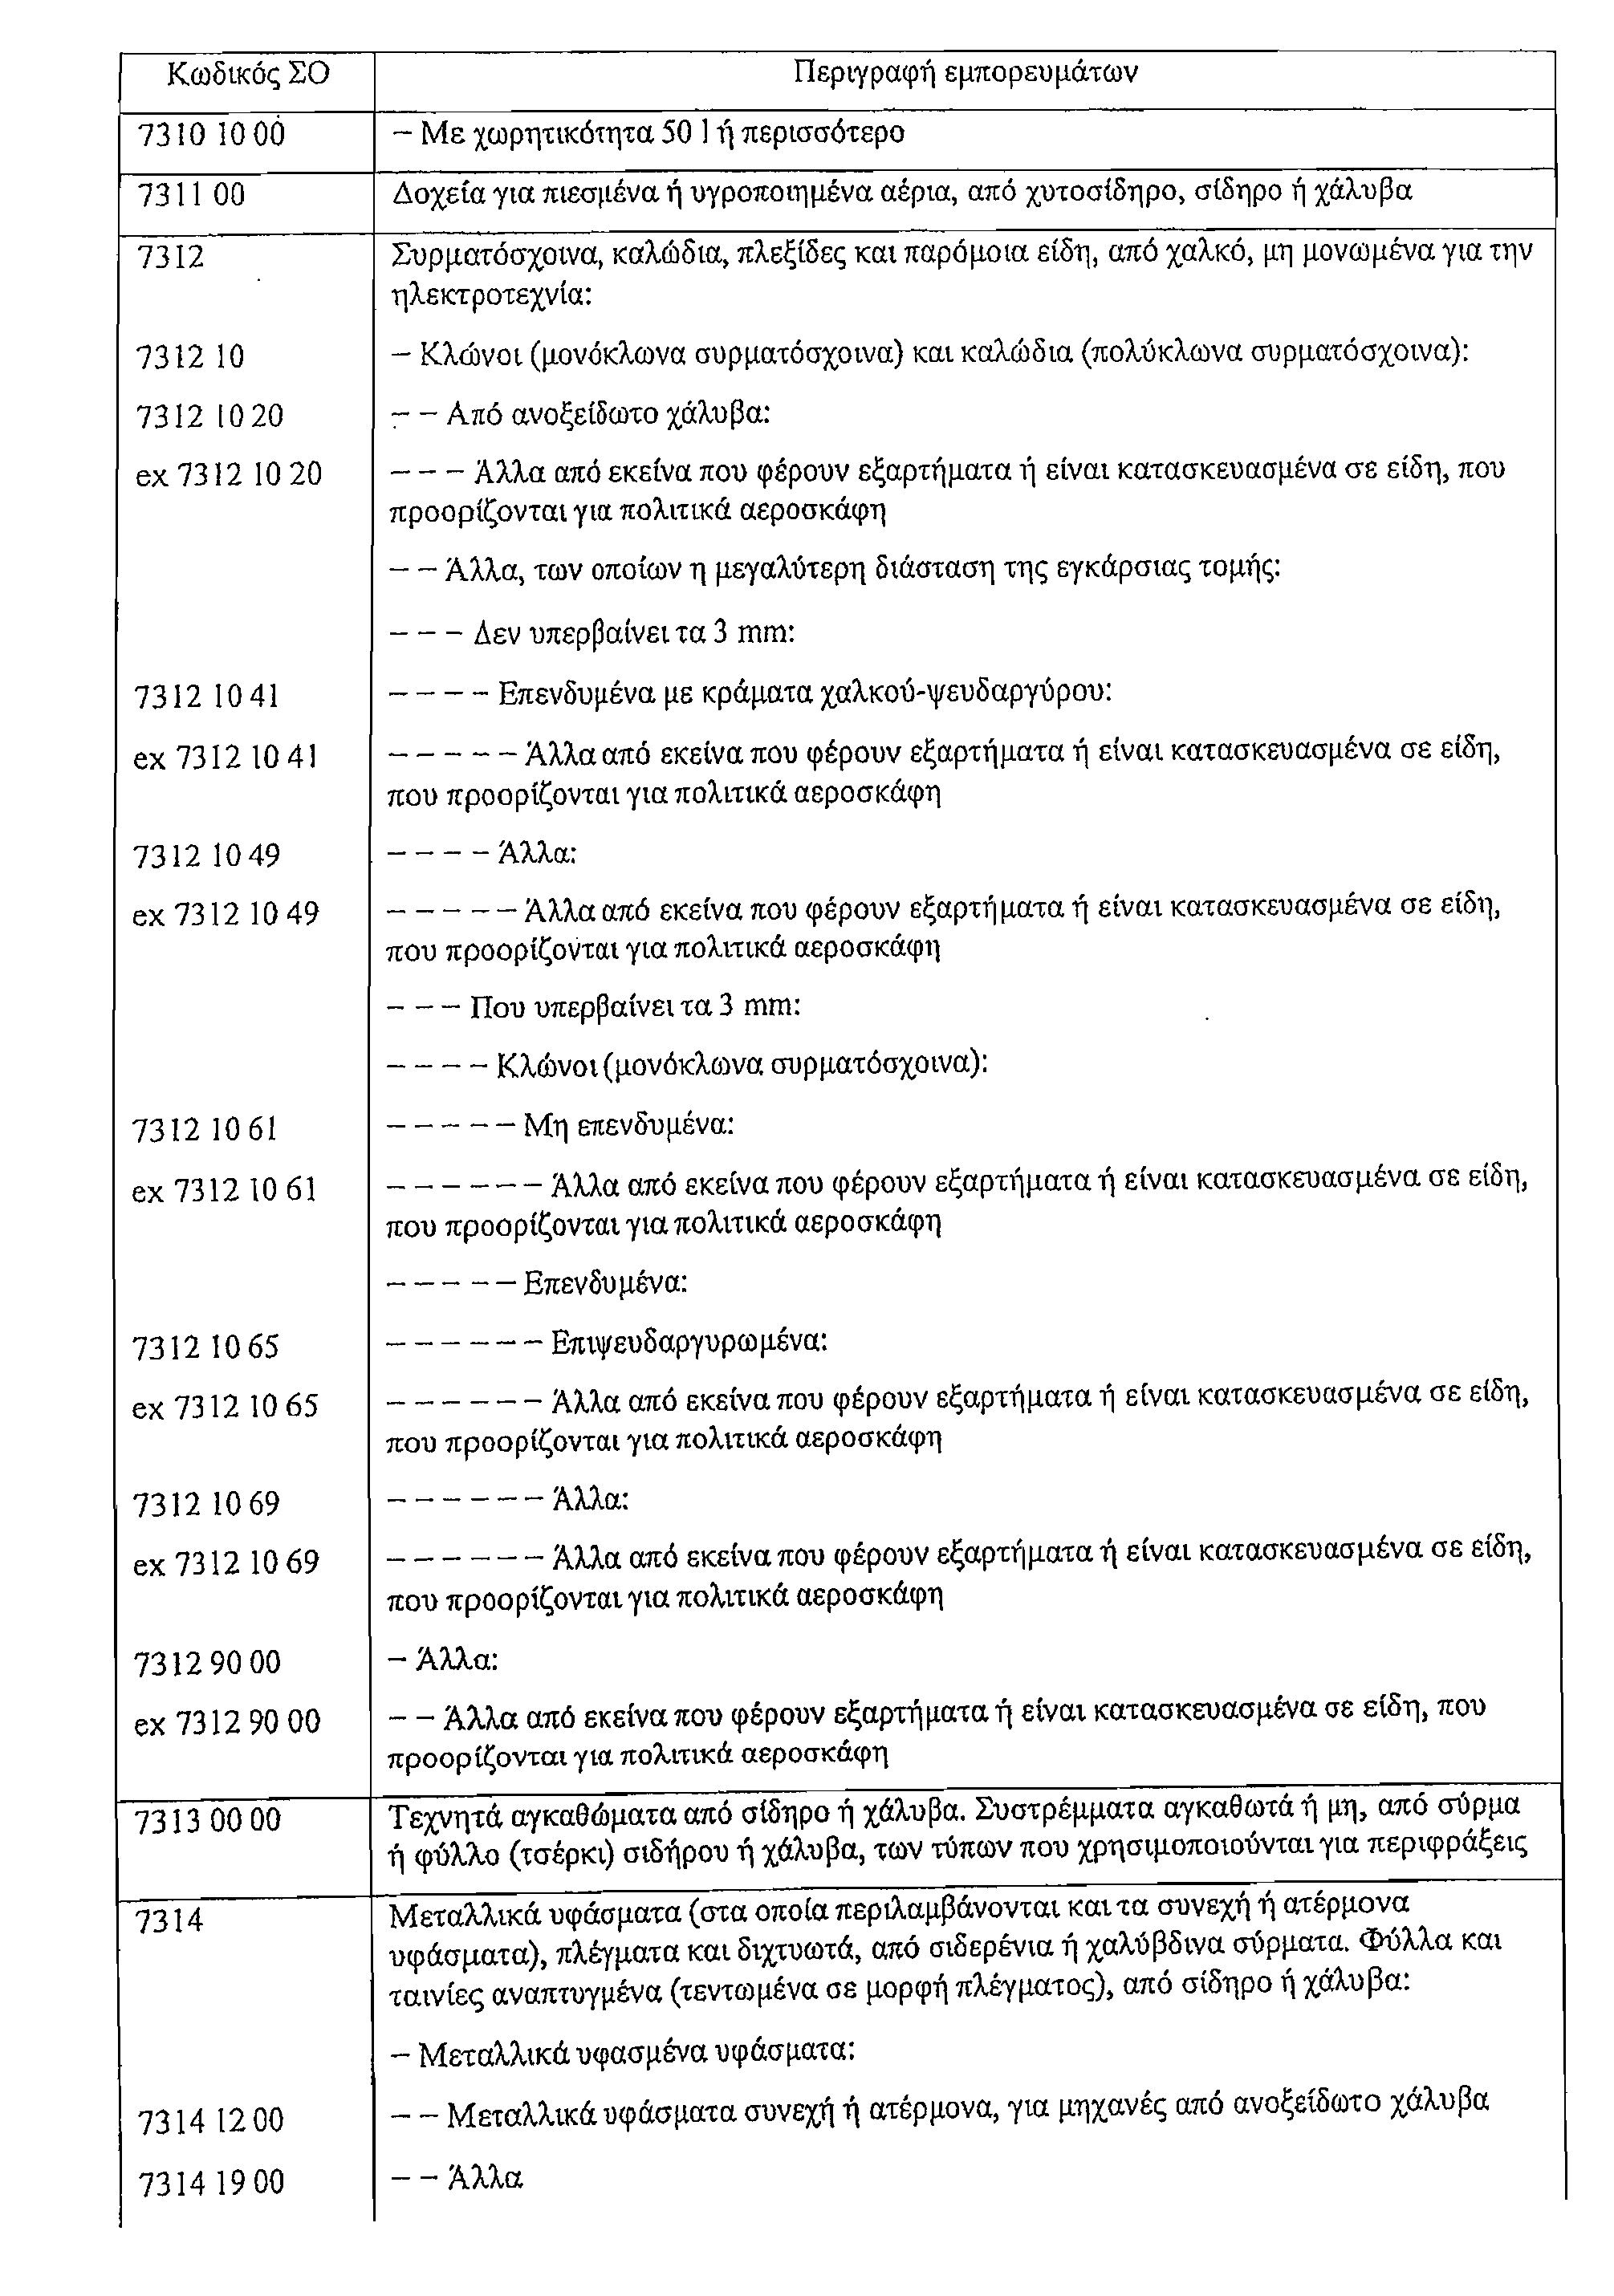 Κωδικός ΣΟ Περιγραφή εμπορευμάτων
7310 10 00 – Με χωρητικότητα 50 l ή περισσότερο
7311 00 Δοχεία για πιεσμένα ή υγροποιημένα αέρια, από χυτοσίδηρο, σίδηρο ή χάλυβα
7312 Συρματόσχοινα, καλώδια, πλεξίδες και παρόμοια είδη, από χαλκό, μη μονωμένα για την
ηλεκτροτεχνία:
7312 10 – Κλώνοι (μονόκλωνα συρματόσχοινα) και καλώδια (πολύκλωνα συρματόσχοινα):
7312 10 20 – – Από ανοξείδωτο χάλυβα:
ex 7312 10 20 – – – Άλλα από εκείνα που φέρουν εξαρτήματα ή είναι κατασκευασμένα σε είδη, που
προορίζονται για πολιτικά αεροσκάφη
– – Άλλα, των οποίων η μεγαλύτερη διάσταση της εγκάρσιας τομής:
– – – Δεν υπερβαίνει τα 3 mm:
7312 10 41 – – – – Επενδυμένα με κράματα χαλκού-ψευδαργύρου:
ex 7312 10 41 – – – – – Άλλα από εκείνα που φέρουν εξαρτήματα ή είναι κατασκευασμένα σε είδη,
που προορίζονται για πολιτικά αεροσκάφη
7312 10 49 – – – – Άλλα:
ex 7312 10 49 – – – – – Άλλα από εκείνα που φέρουν εξαρτήματα ή είναι κατασκευασμένα σε είδη,
που προορίζονται για πολιτικά αεροσκάφη
– – – Που υπερβαίνει τα 3 mm:
– – – – Κλώνοι (μονόκλωνα συρματόσχοινα):
7312 10 61 – – – – – Μη επενδυμένα:
ex 7312 10 61 – – – – – – Άλλα από εκείνα που φέρουν εξαρτήματα ή είναι κατασκευασμένα σε είδη,
που προορίζονται για πολιτικά αεροσκάφη
– – – – – Επενδυμένα:
7312 10 65 – – – – – – Επιψευδαργυρωμένα:
ex 7312 10 65 – – – – – – Άλλα από εκείνα που φέρουν εξαρτήματα ή είναι κατασκευασμένα σε είδη,
που προορίζονται για πολιτικά αεροσκάφη
7312 10 69 – – – – – – Άλλα:
ex 7312 10 69 – – – – – – Άλλα από εκείνα που φέρουν εξαρτήματα ή είναι κατασκευασμένα σε είδη,
που προορίζονται για πολιτικά αεροσκάφη
7312 90 00 – Άλλα:
ex 7312 90 00 – – Άλλα από εκείνα που φέρουν εξαρτήματα ή είναι κατασκευασμένα σε είδη, που
προορίζονται για πολιτικά αεροσκάφη
7313 00 00 Τεχνητά αγκαθώματα από σίδηρο ή χάλυβα. Συστρέμματα αγκαθωτά ή μη, από σύρμα
ή φύλλο (τσέρκι) σιδήρου ή χάλυβα, των τύπων που χρησιμοποιούνται για περιφράξεις
7314 Μεταλλικά υφάσματα (στα οποία περιλαμβάνονται και τα συνεχή ή ατέρμονα
υφάσματα), πλέγματα και διχτυωτά, από σιδερένια ή χαλύβδινα σύρματα. Φύλλα και
ταινίες αναπτυγμένα (τεντωμένα σε μορφή πλέγματος), από σίδηρο ή χάλυβα:
– Μεταλλικά υφασμένα υφάσματα:
7314 12 00 – – Μεταλλικά υφάσματα συνεχή ή ατέρμονα, για μηχανές από ανοξείδωτο χάλυβα
7314 19 00 – – Άλλα